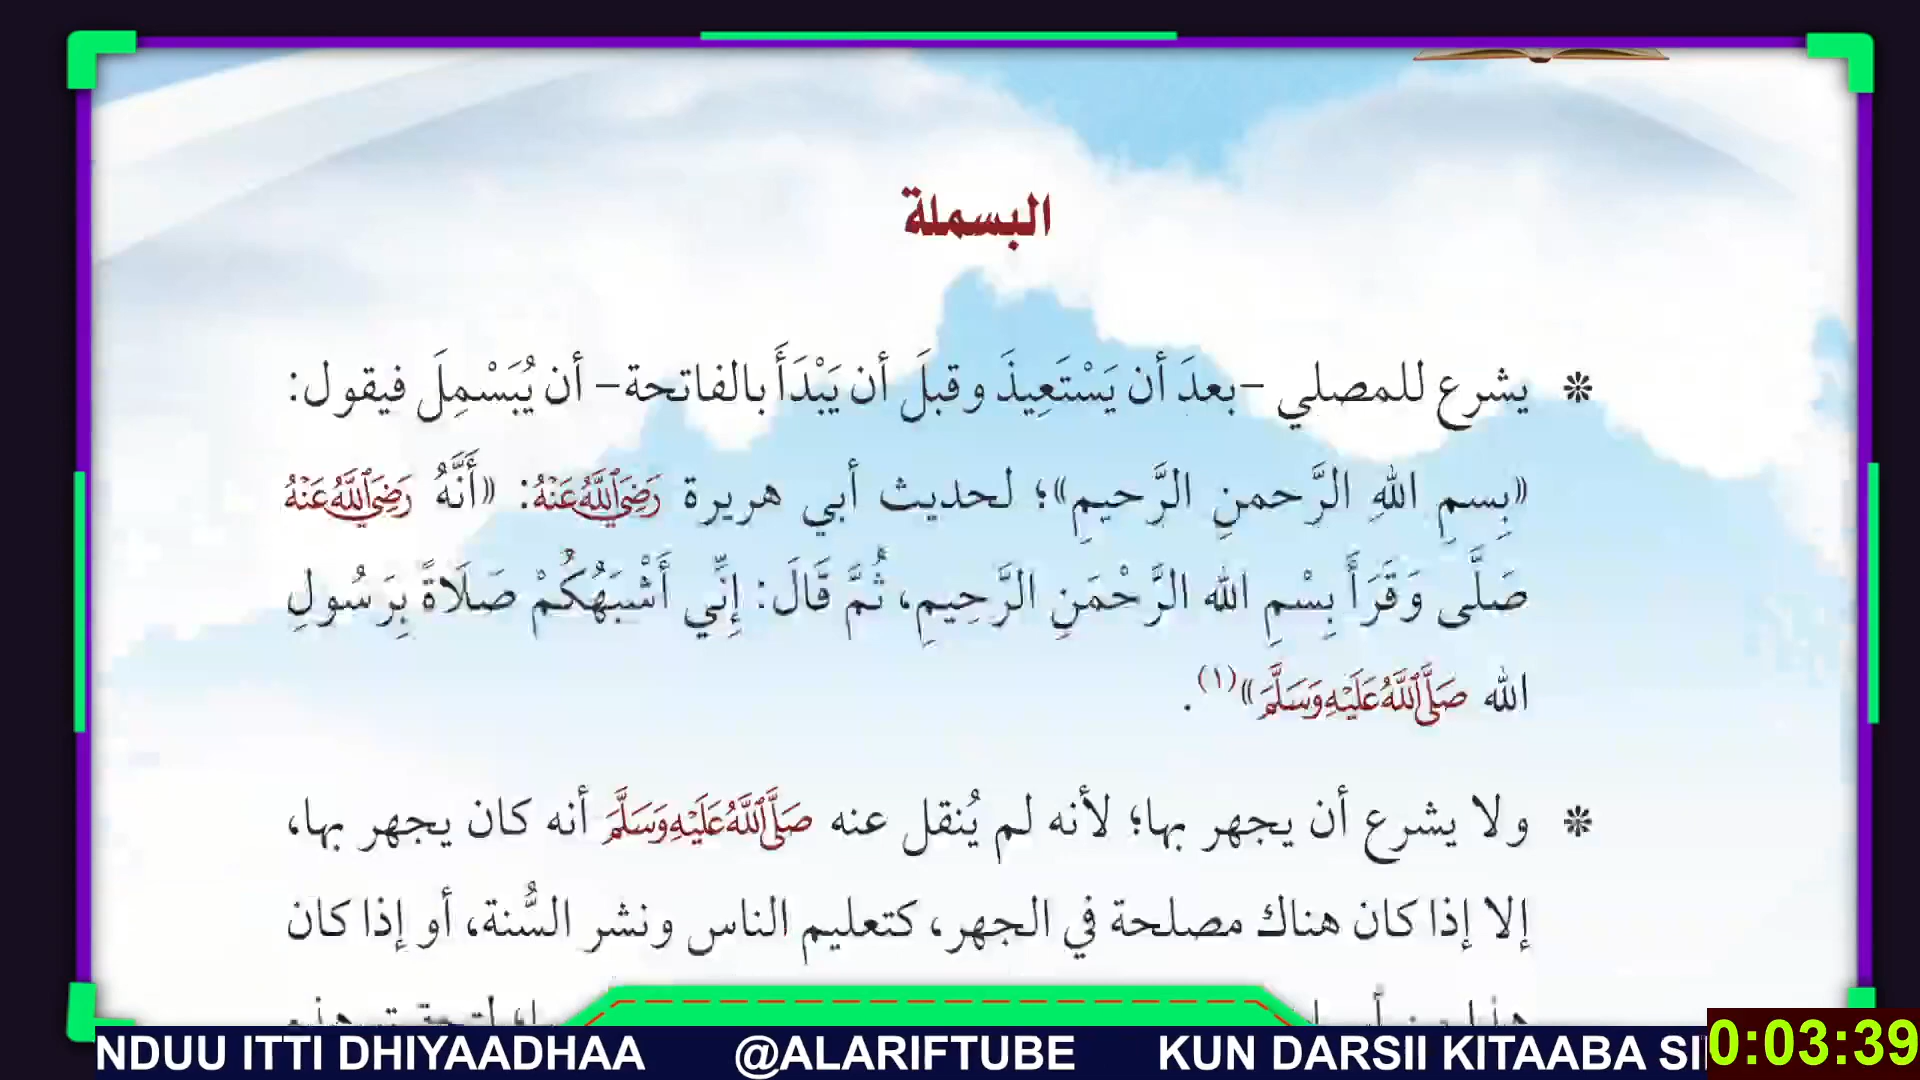 البسملة
❊ يشرع للمصلي -بعدَ أن يَسْتَعِيذَ وقبلَ أن يَبْدَأَ بالفاتحة- أن يُبَسْمِلَ فيقول:
«بِسمِ اللهِ الرَّحمنِ الرَّحيمِ»؛ لحديث أبي هريرة رَضِيَ اللَّهُ عَنْهُ: «أَنَّهُ رَضِيَ اللَّهُ عَنْهُ
صَلَّى وَقَرَأَ بِسْمِ الله الرَّحْمَنِ الرَّحِيمِ، ثُمَّ قَالَ: إِنِّي أَشْبَهُكُمْ صَلَاةً بِرَسُولِ
الله صَلَّى اللَّهُ عَلَيْهِ وَسَلَّمَ»(١).
❊ ولا يشرع أن يجهر بها؛ لأنه لم يُنقل عنه صَلَّى اللَّهُ عَلَيْهِ وَسَلَّمَ أنه كان يجهر بها،
إلا إذا كان هناك مصلحة في الجهر، كتعليم الناس ونشر السُّنة، أو إذا كان
NDUU ITTI DHIYAADHAA @ALARIFTUBE KUN DARSII KITAABA
0:03:39